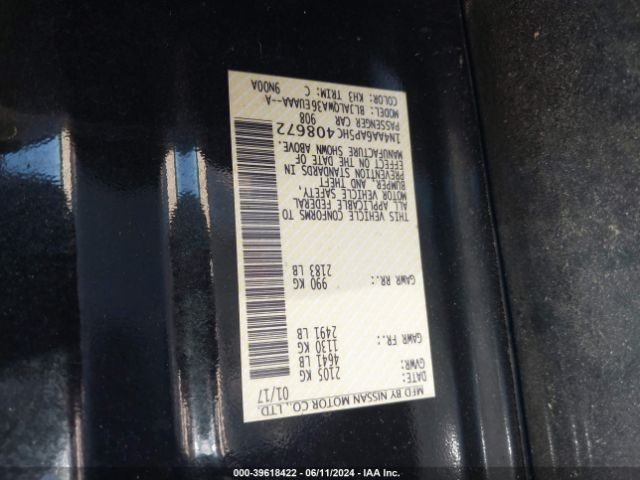 MFD BY NISSAN MOTOR CO., LTD.
DATE: 01/17
GVWR: 2105 KG
4641 LB
GAWR FR.: 1130 KG
2491 LB
GAWR RR.: 990 KG
2183 LB
THIS VEHICLE CONFORMS TO
ALL APPLICABLE FEDERAL
MOTOR VEHICLE SAFETY,
BUMPER, AND THEFT
PREVENTION STANDARDS IN
EFFECT ON THE DATE OF
MANUFACTURE SHOWN ABOVE.
1N4AA6AP5HC408672
PASSENGER CAR 908
MODEL: BLJALQWA36EUAAA--A
COLOR: KH3 TRIM: C 9N00A
000-39618422 - 06/11/2024 - IAA Inc.